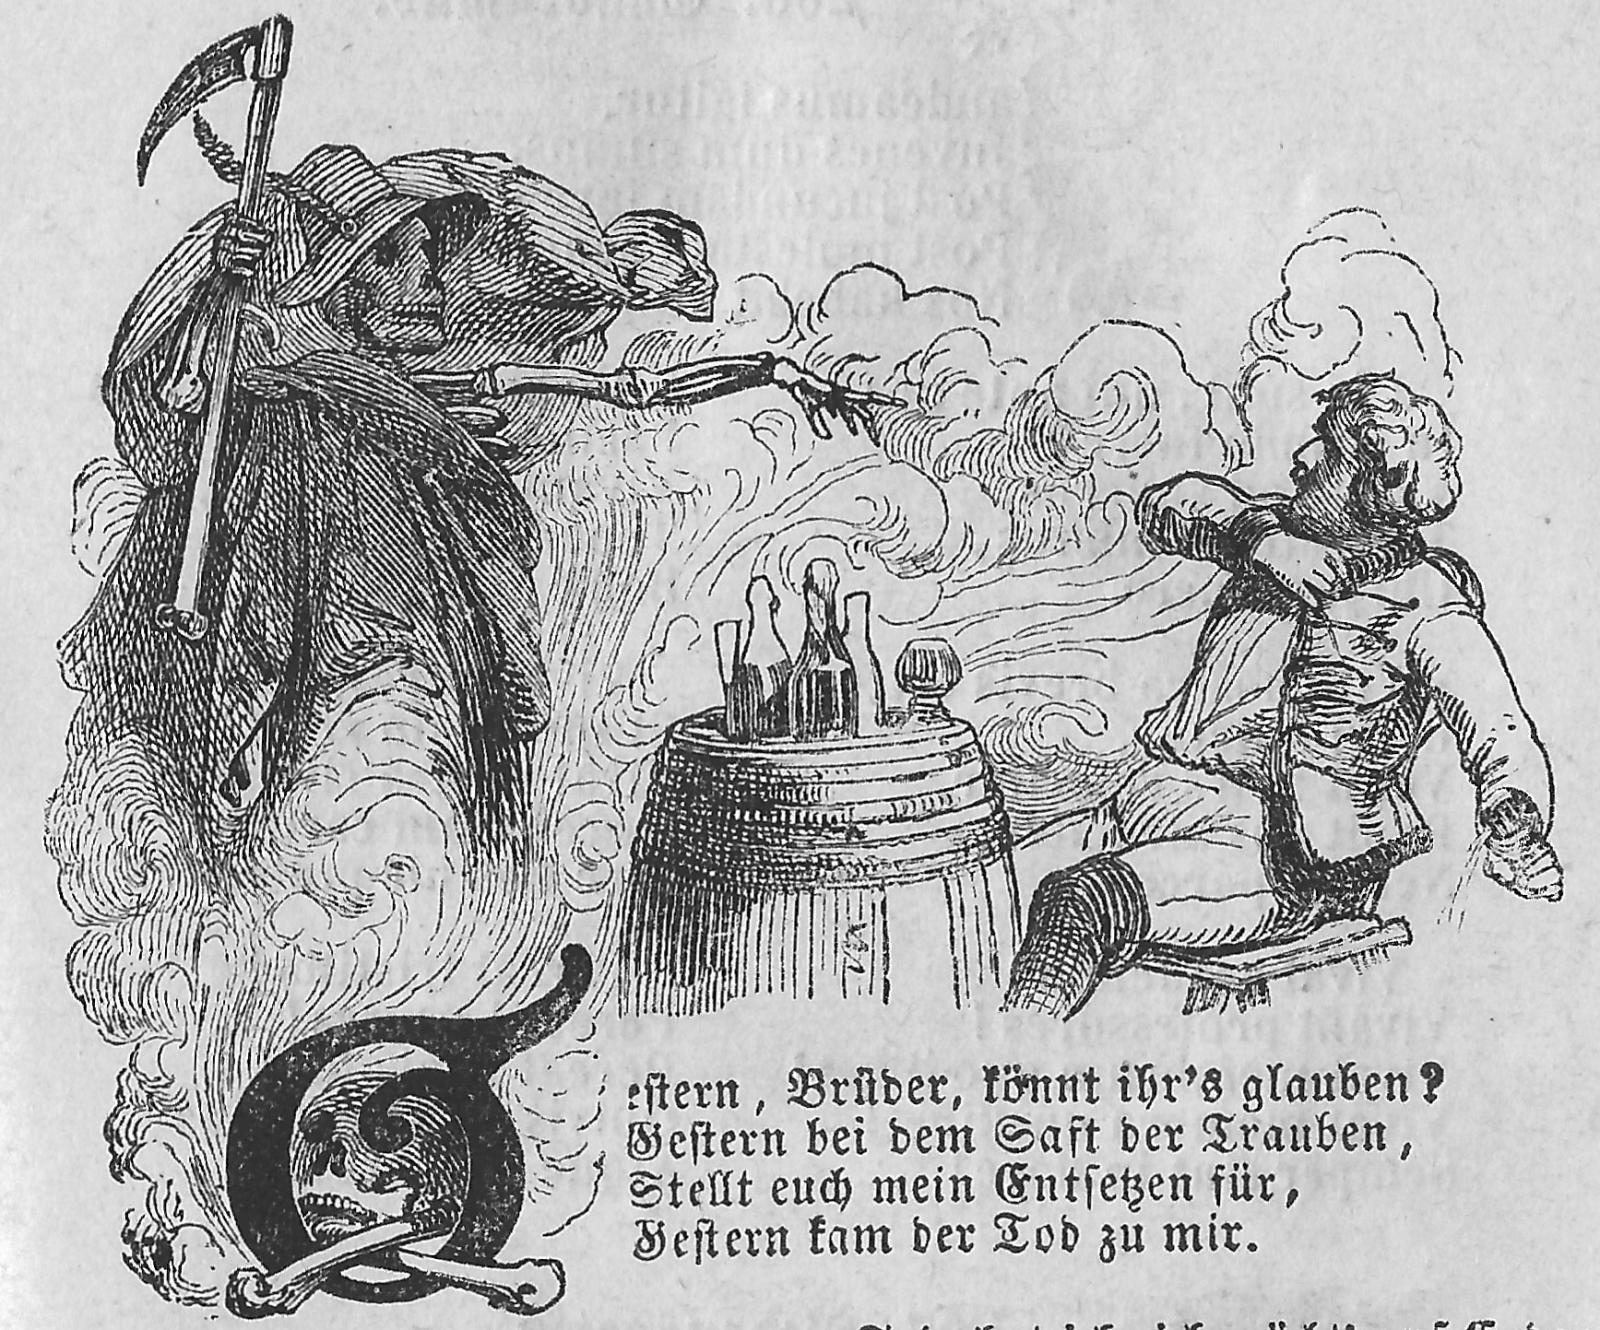 Gestern, Brüder, könnt ihr's glauben?
Gestern bei dem Saft der Trauben,
Stellt euch mein Entsetzen für,
Gestern kam der Tod zu mir.